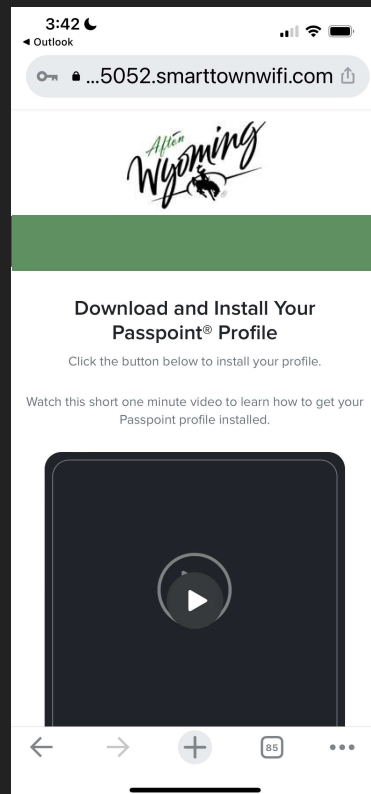 3:42
◀ Outlook
...5052.smarttownwifi.com
Afton
Wyoming
Download and Install Your
Passpoint® Profile
Click the button below to install your profile.
Watch this short one minute video to learn how to get your
Passpoint profile installed.
85